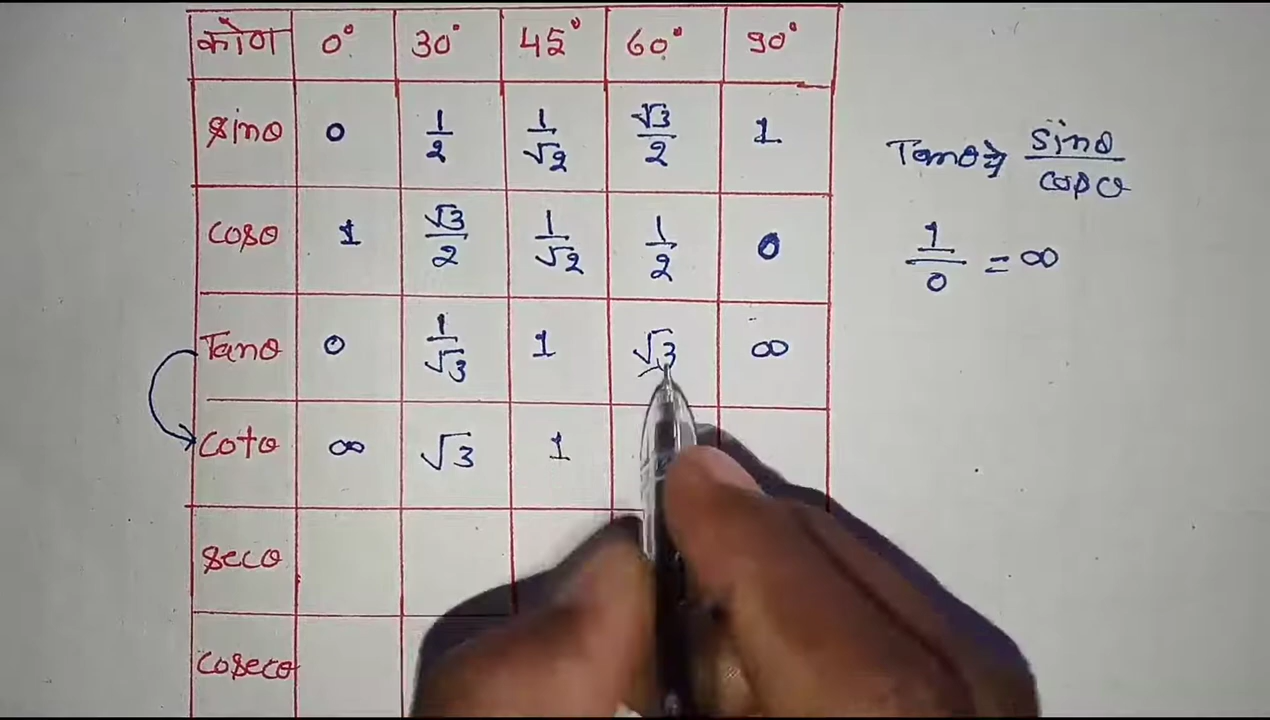 कोण 0° 30° 45° 60° 90°
sinθ 0 1/2 1/√2 √3/2 1
cosθ 1 √3/2 1/√2 1/2 0
Tanθ 0 1/√3 1 √3 ∞
cotθ ∞ √3 1
secθ
cosecθ
Tanθ ⇒ sinθ/cosθ
1/0 = ∞